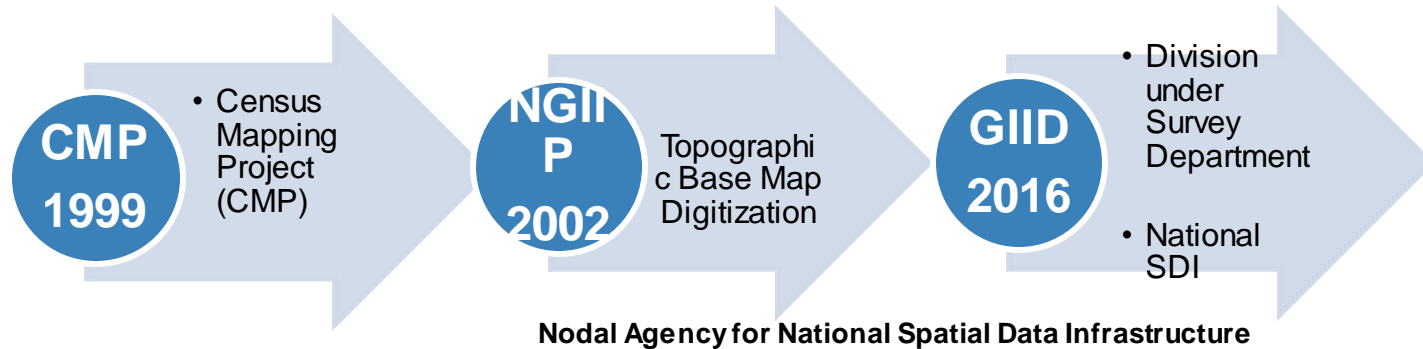 CMP
1999
• Census
Mapping
Project
(CMP)
NGII
P
2002
Topographi
c Base Map
Digitization
GIID
2016
• Division
under
Survey
Department
• National
SDI
Nodal Agency for National Spatial Data Infrastructure